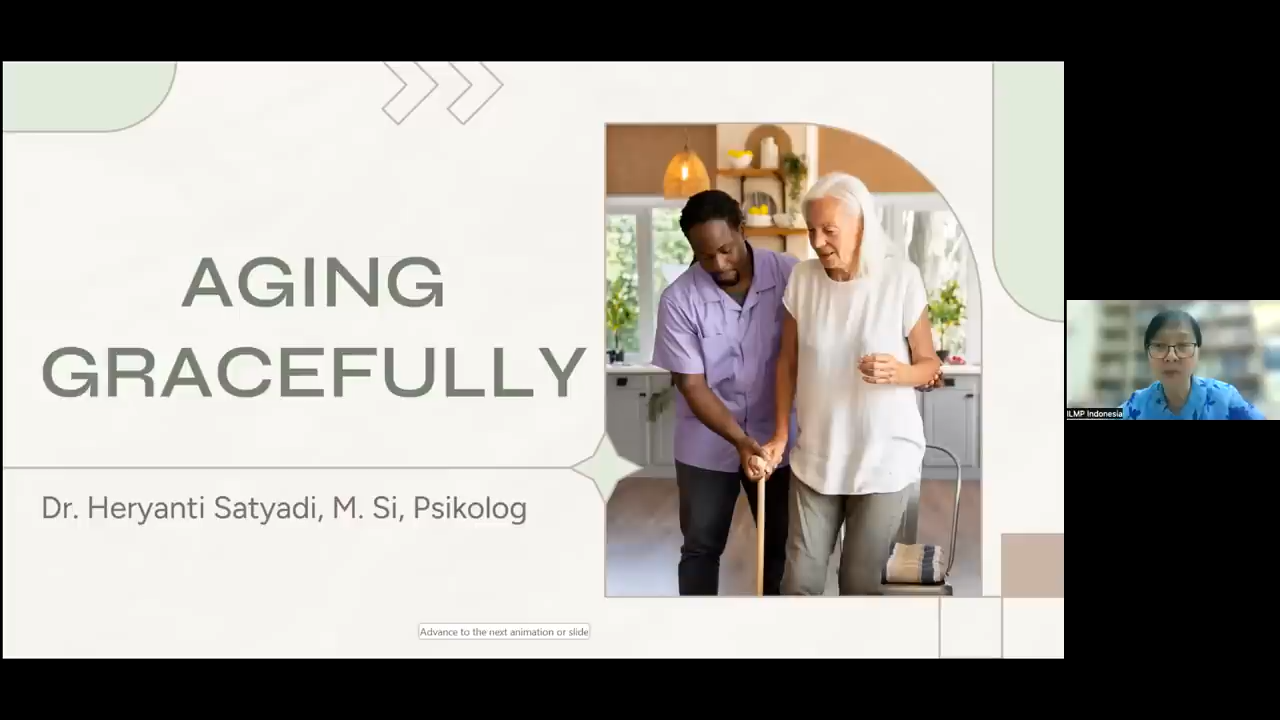 AGING
GRACEFULLY
Dr. Heryanti Satyadi, M. Si, Psikolog
Advance to the next animation or slide
ILMP Indonesia